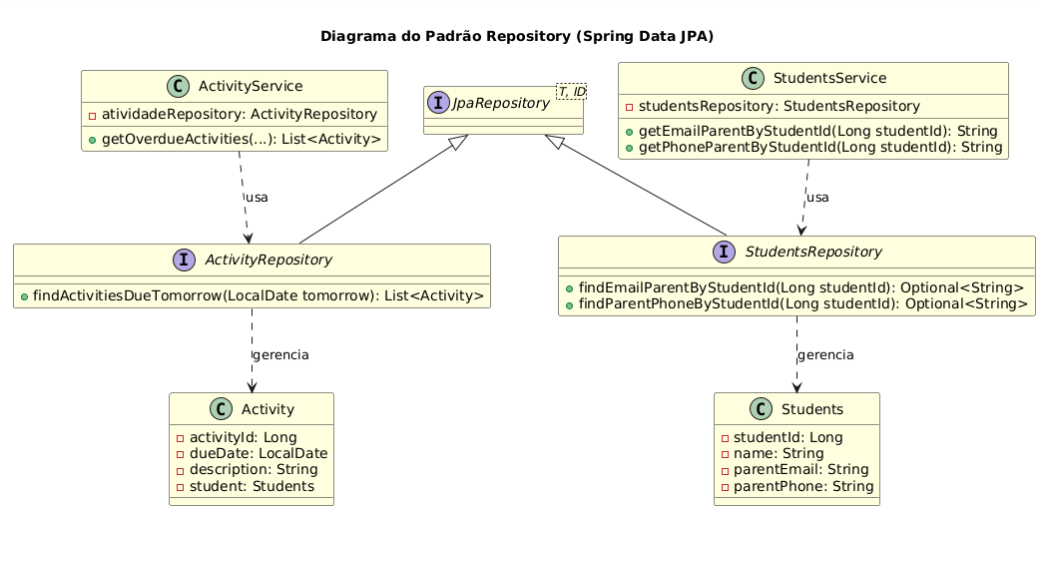 Diagrama do Padrão Repository (Spring Data JPA)
C ActivityService
atividadeRepository: ActivityRepository
getOverdueActivities(...): List<Activity>
I JpaRepository
T, ID
C StudentsService
studentsRepository: StudentsRepository
getEmailParentByStudentId(Long studentId): String
getPhoneParentByStudentId(Long studentId): String
usa
usa
I ActivityRepository
findActivitiesDueTomorrow(LocalDate tomorrow): List<Activity>
I StudentsRepository
findEmailParentByStudentId(Long studentId): Optional<String>
findParentPhoneByStudentId(Long studentId): Optional<String>
gerencia
gerencia
C Activity
activityId: Long
dueDate: LocalDate
description: String
student: Students
C Students
studentId: Long
name: String
parentEmail: String
parentPhone: String